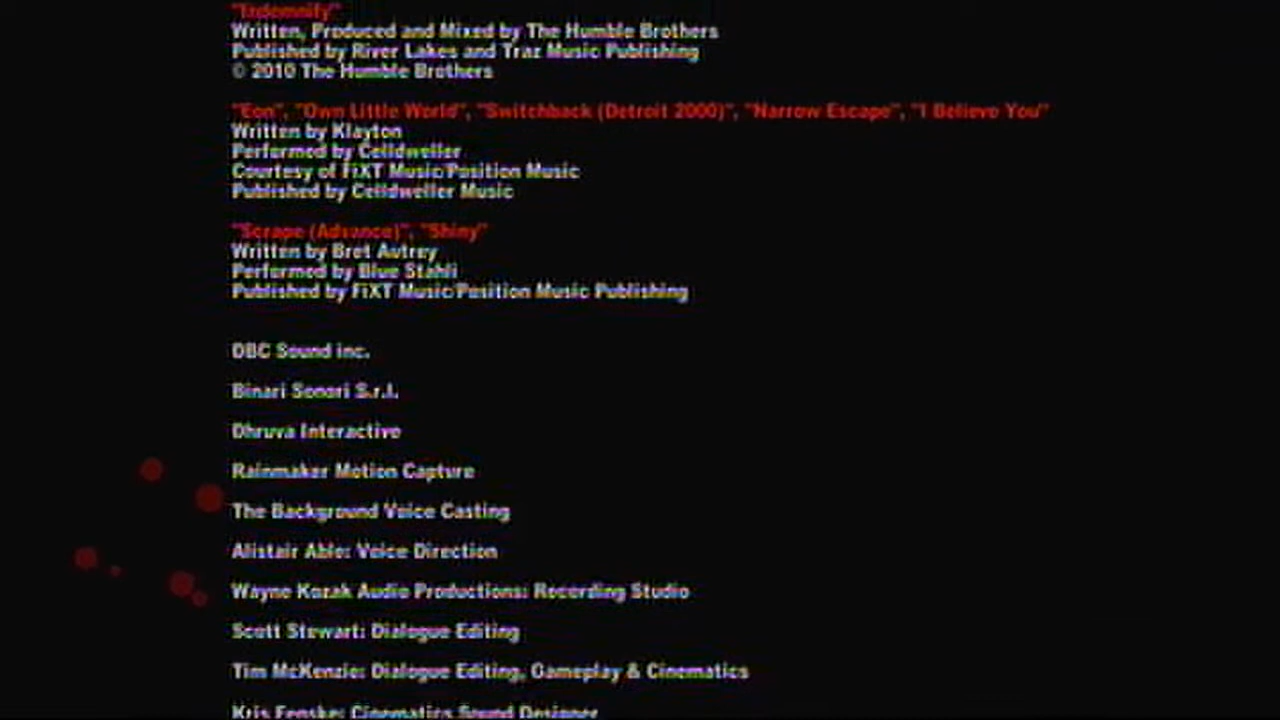 "Indemnify"
Written, Produced and Mixed by The Humble Brothers
Published by River Lakes and Traz Music Publishing
© 2010 The Humble Brothers
"Eon", "Own Little World", "Switchback (Detroit 2000)", "Narrow Escape", "I Believe You"
Written by Klayton
Performed by Celldweller
Courtesy of FiXT Music/Position Music
Published by Celldweller Music
"Scrape (Advance)", "Shiny"
Written by Bret Autrey
Performed by Blue Stahli
Published by FiXT Music/Position Music Publishing
DBC Sound inc.
Binari Sonori S.r.l.
Dhruva Interactive
Rainmaker Motion Capture
The Background Voice Casting
Alistair Able: Voice Direction
Wayne Kozak Audio Productions: Recording Studio
Scott Stewart: Dialogue Editing
Tim McKenzie: Dialogue Editing, Gameplay & Cinematics
Kris Fenske: Cinematics Sound Designer